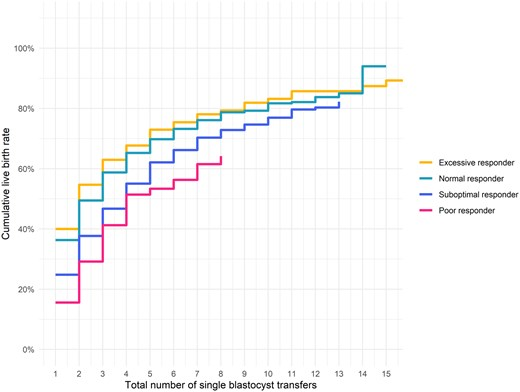 Cumulative live birth rate
100%
80%
60%
40%
20%
0%
1 2 3 4 5 6 7 8 9 10 11 12 13 14 15
Total number of single blastocyst transfers
Excessive responder
Normal responder
Suboptimal responder
Poor responder